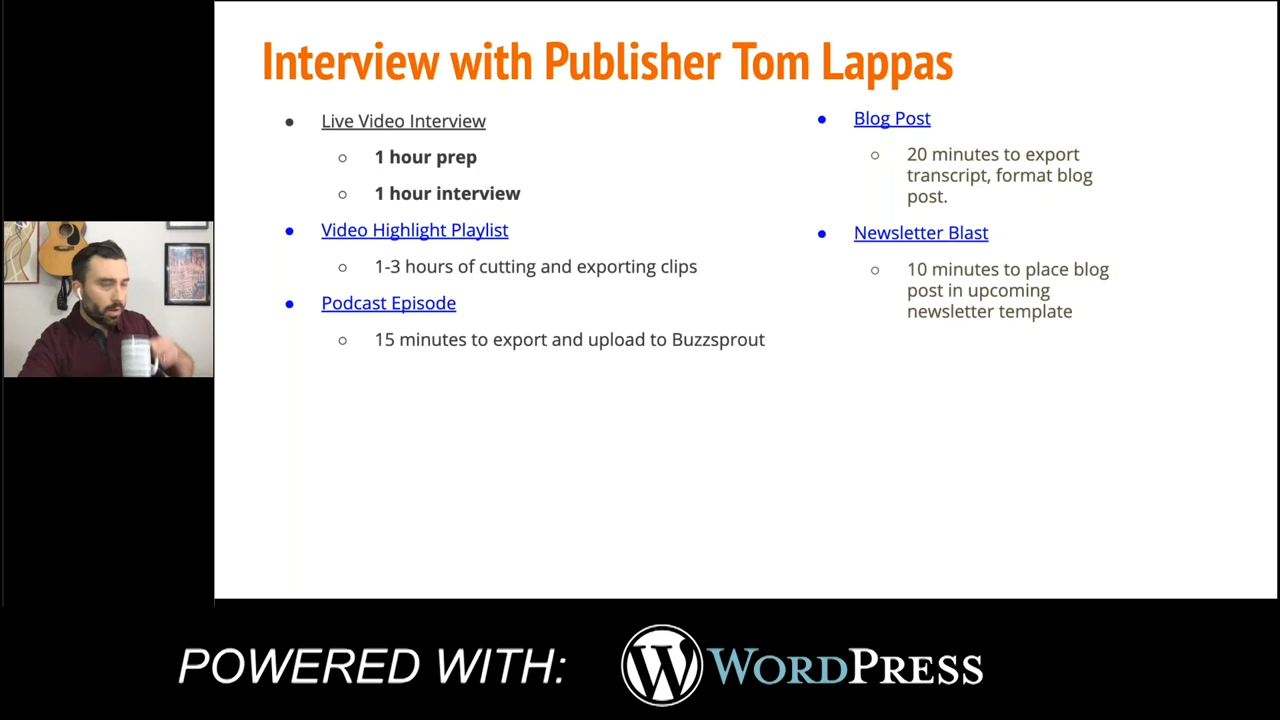 Interview with Publisher Tom Lappas
Live Video Interview
1 hour prep
1 hour interview
Video Highlight Playlist
1-3 hours of cutting and exporting clips
Podcast Episode
15 minutes to export and upload to Buzzsprout
Blog Post
20 minutes to export
transcript, format blog
post.
Newsletter Blast
10 minutes to place blog
post in upcoming
newsletter template
POWERED WITH: WORDPRESS